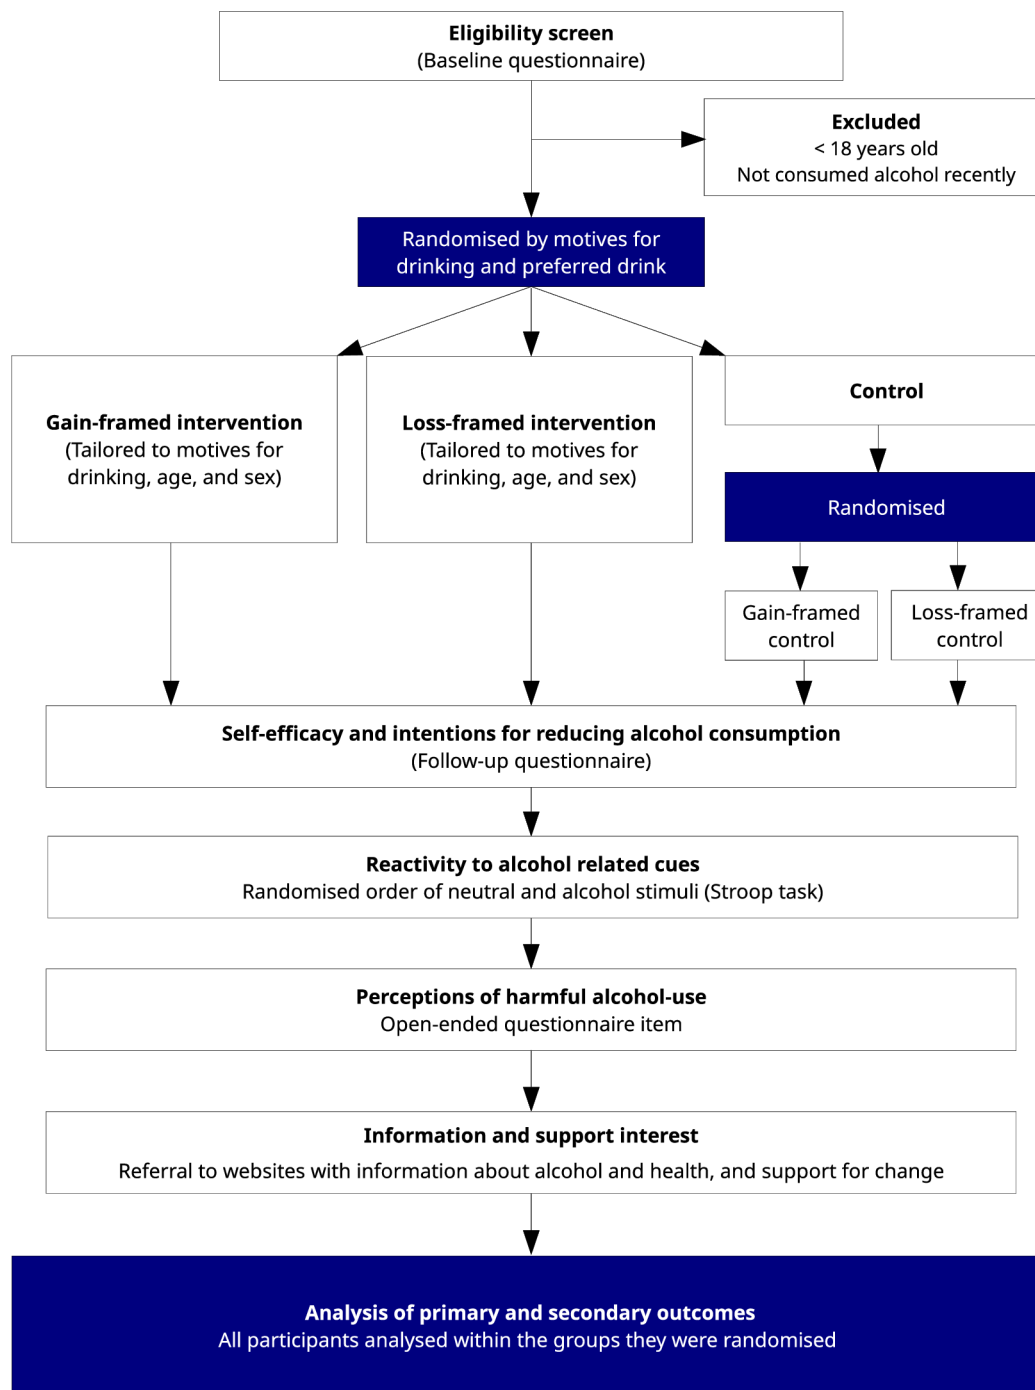 Eligibility screen
(Baseline questionnaire)
Excluded
< 18 years old
Not consumed alcohol recently
Randomised by motives for
drinking and preferred drink
Gain-framed intervention
(Tailored to motives for
drinking, age, and sex)
Loss-framed intervention
(Tailored to motives for
drinking, age, and sex)
Control
Randomised
Gain-framed
control
Loss-framed
control
Self-efficacy and intentions for reducing alcohol consumption
(Follow-up questionnaire)
Reactivity to alcohol related cues
Randomised order of neutral and alcohol stimuli (Stroop task)
Perceptions of harmful alcohol-use
Open-ended questionnaire item
Information and support interest
Referral to websites with information about alcohol and health, and support for change
Analysis of primary and secondary outcomes
All participants analysed within the groups they were randomised